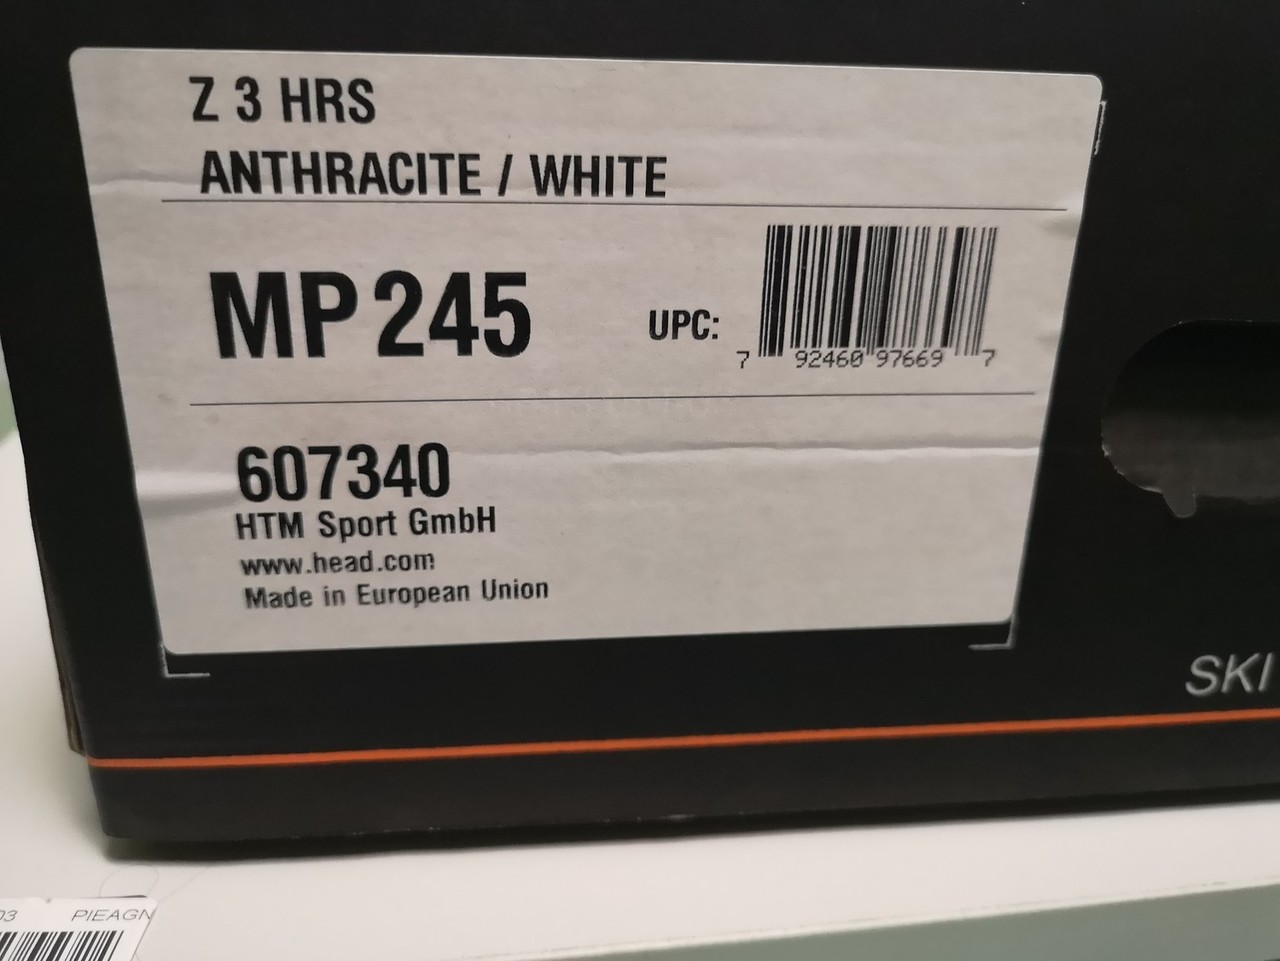 Z 3 HRS
ANTHRACITE / WHITE
MP 245
UPC:
7 92460 97669 7
607340
HTM Sport GmbH
www.head.com
Made in European Union
SKI
03 PIEAGN